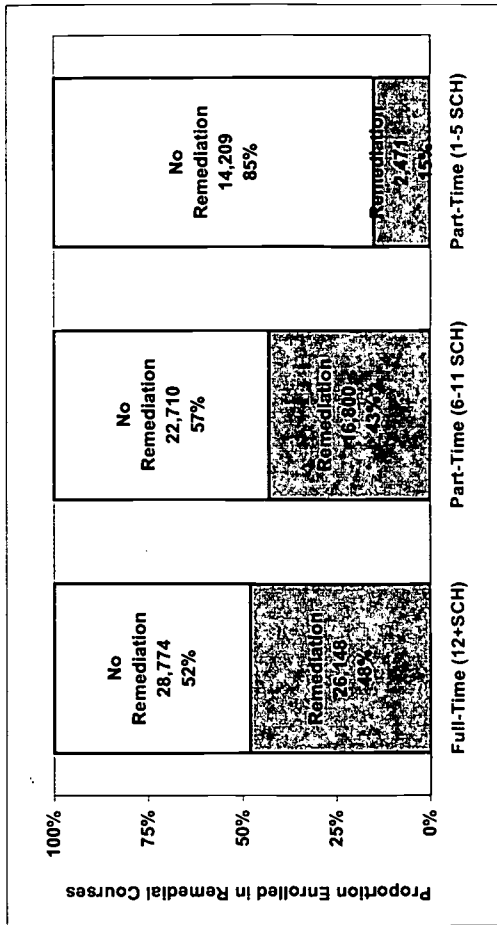 Proportion Enrolled in Remedial Courses
100%
75%
50%
25%
0%
No
Remediation
28,774
52%
Remediation
26,148
48%
Full-Time (12+SCH)
No
Remediation
22,710
57%
Remediation
16,800
43%
Part-Time (6-11 SCH)
No
Remediation
14,209
85%
Remediation
2,471
15%
Part-Time (1-5 SCH)